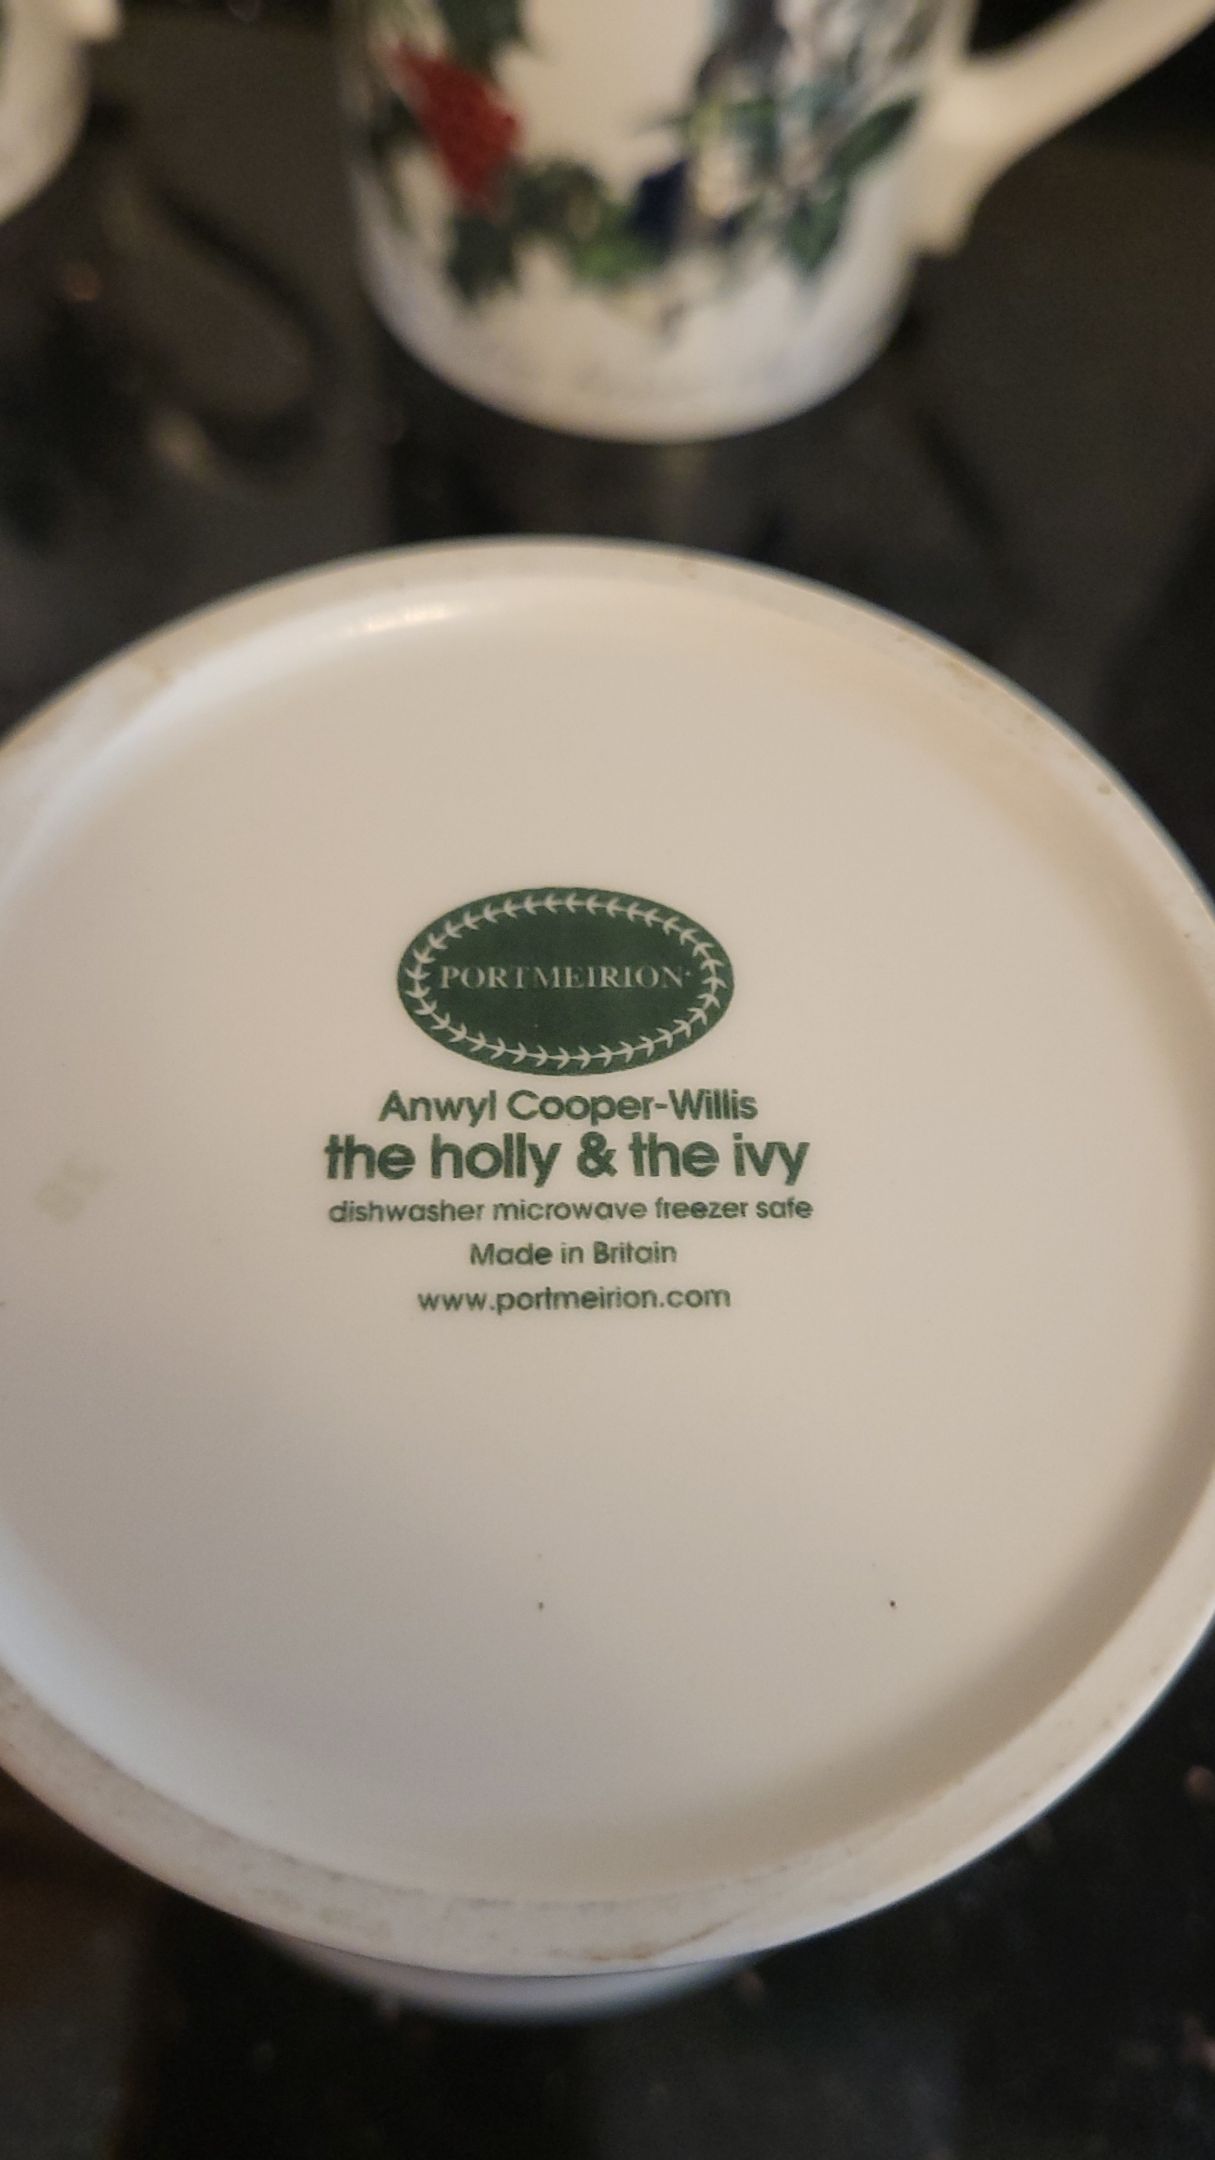 PORTMEIRION
Anwyl Cooper-Willis
the holly & the ivy
dishwasher microwave freezer safe
Made in Britain
www.portmeirion.com